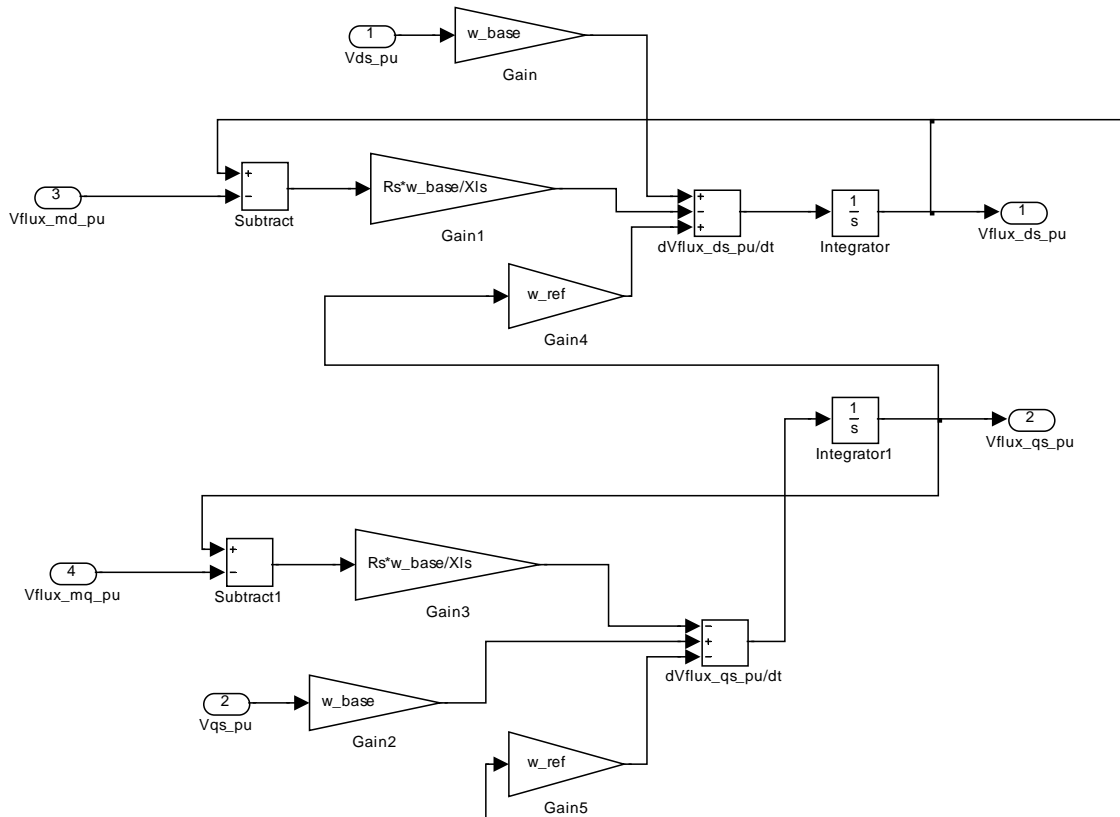 1
Vds_pu
w_base
Gain
+
−
Subtract
3
Vflux_md_pu
Rs*w_base/Xls
Gain1
+
−
+
dVflux_ds_pu/dt
1
s
Integrator
1
Vflux_ds_pu
w_ref
Gain4
1
s
Integrator1
2
Vflux_qs_pu
+
−
Subtract1
4
Vflux_mq_pu
Rs*w_base/Xls
Gain3
−
+
−
dVflux_qs_pu/dt
2
Vqs_pu
w_base
Gain2
w_ref
Gain5